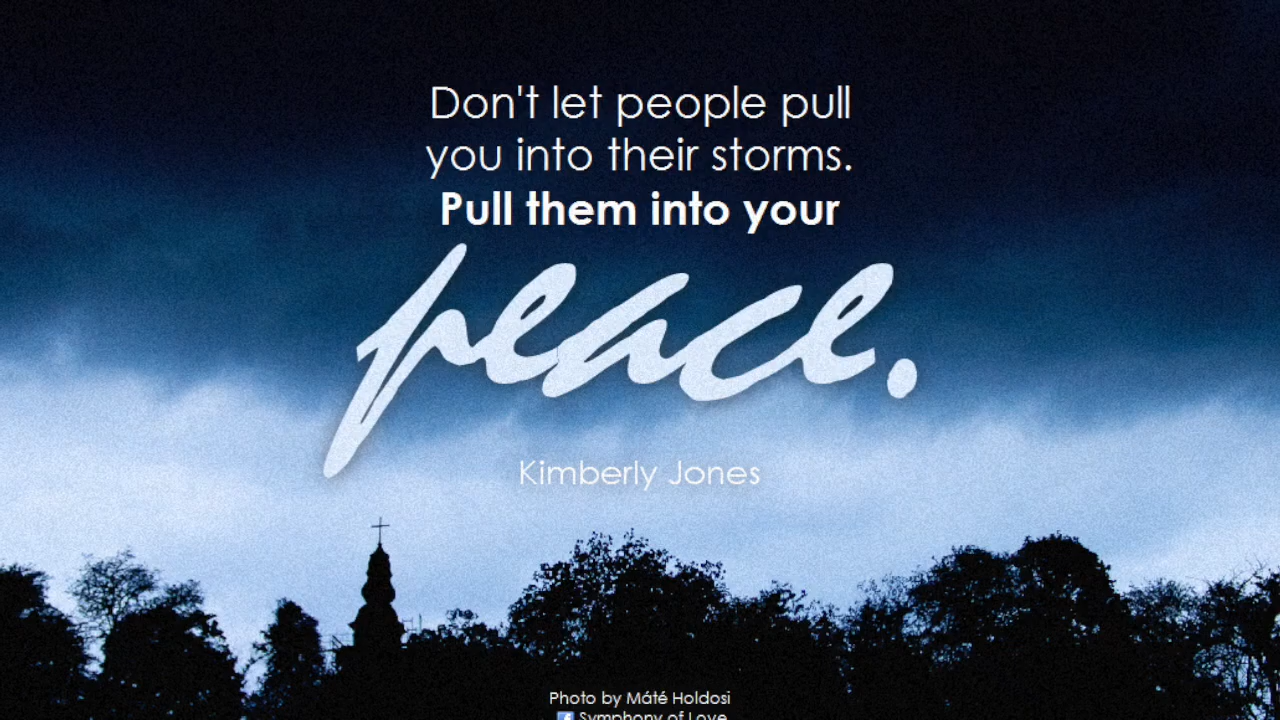 Don't let people pull
you into their storms.
Pull them into your
peace.
Kimberly Jones
Photo by Máté Holdosi
Symphony of Love